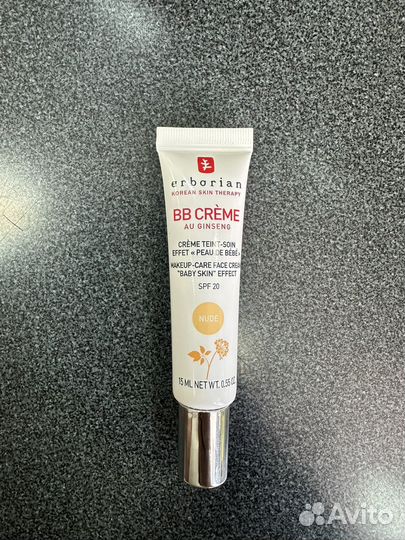 erborian
KOREAN SKIN THERAPY
BB CRÈME
AU GINSENG
CRÈME TEINT-SOIN
EFFET « PEAU DE BÉBÉ »
MAKEUP-CARE FACE CREAM
"BABY SKIN" EFFECT
SPF 20
NUDE
15 ML NET WT. 0.55 OZ.
Avito